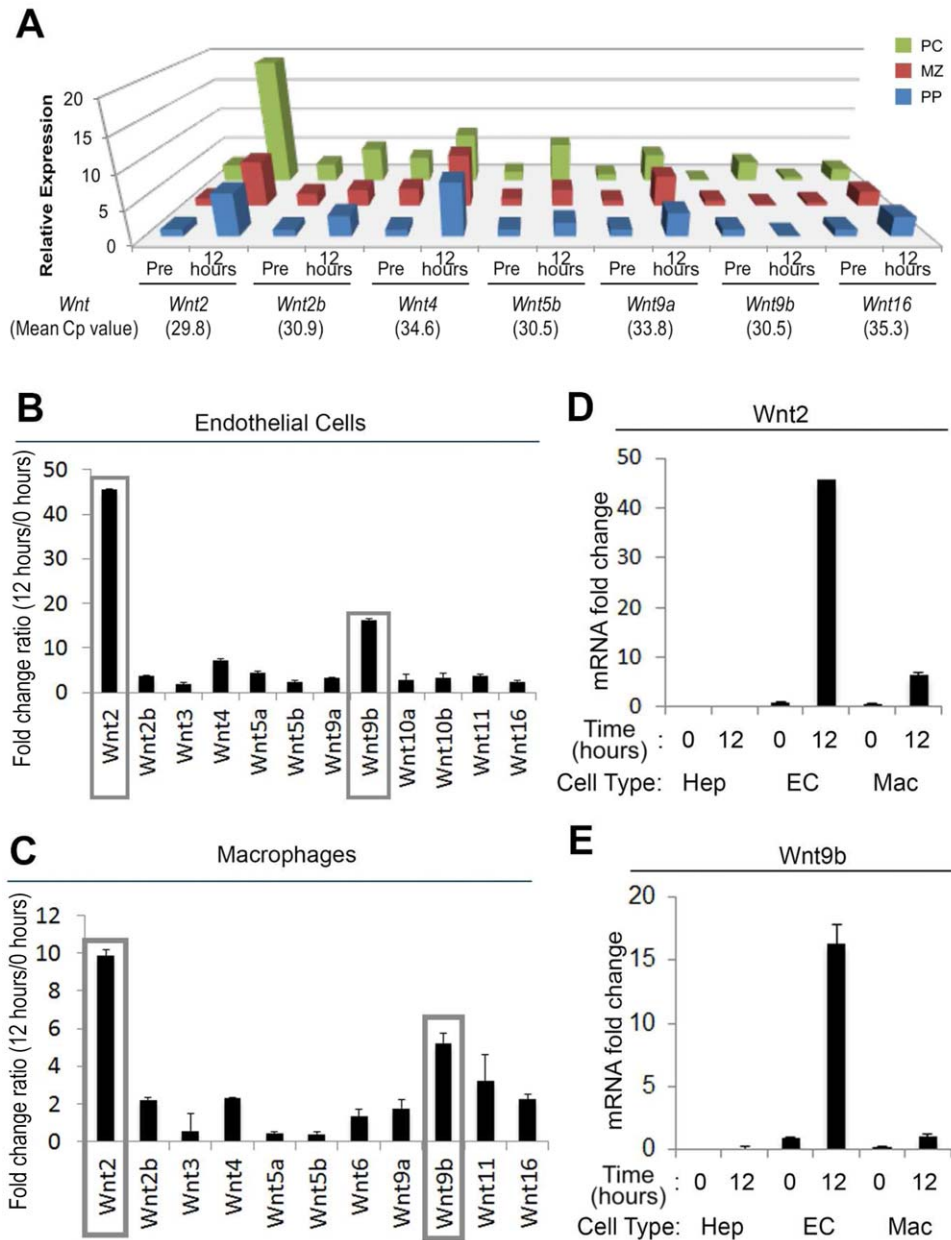 A
PC
MZ
PP
Relative Expression
20
15
10
5
0
Pre 12 hours Pre 12 hours Pre 12 hours Pre 12 hours Pre 12 hours Pre 12 hours Pre 12 hours
Wnt Wnt2 Wnt2b Wnt4 Wnt5b Wnt9a Wnt9b Wnt16
(Mean Cp value) (29.8) (30.9) (34.6) (30.5) (33.8) (30.5) (35.3)
B
Endothelial Cells
Fold change ratio (12 hours/0 hours)
50
40
30
20
10
0
Wnt2 Wnt2b Wnt3 Wnt4 Wnt5a Wnt5b Wnt9a Wnt9b Wnt10a Wnt10b Wnt11 Wnt16
C
Macrophages
Fold change ratio (12 hours/0 hours)
12
10
8
6
4
2
0
Wnt2 Wnt2b Wnt3 Wnt4 Wnt5a Wnt5b Wnt6 Wnt9a Wnt9b Wnt11 Wnt16
D
Wnt2
mRNA fold change
50
40
30
20
10
0
Time (hours) : 0 12 0 12 0 12
Cell Type: Hep EC Mac
E
Wnt9b
mRNA fold change
20
15
10
5
0
Time (hours) : 0 12 0 12 0 12
Cell Type: Hep EC Mac